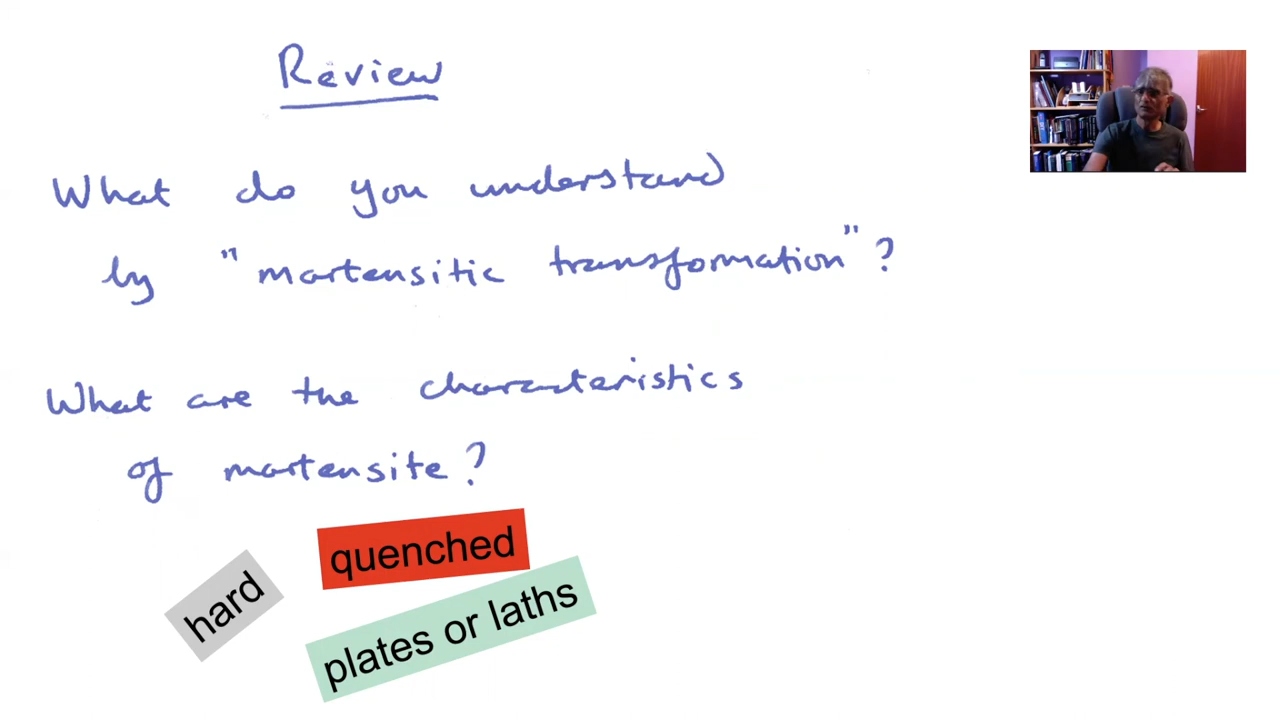 Review
What do you understand
by "martensitic transformation"?
What are the characteristics
of martensite?
quenched
hard
plates or laths